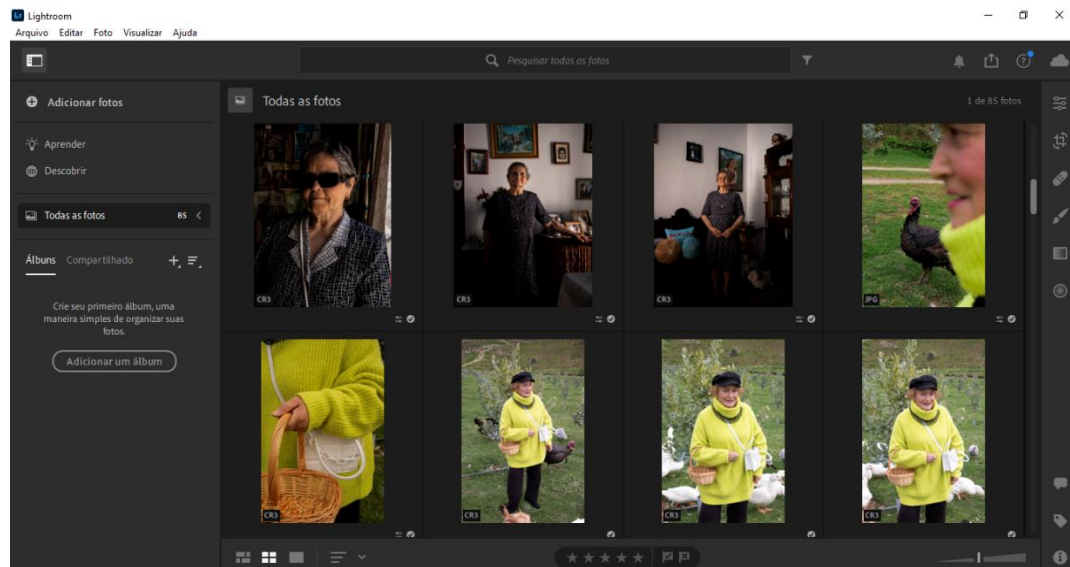 Lr Lightroom
Arquivo Editar Foto Visualizar Ajuda
Pesquisar todas as fotos
Adicionar fotos
Todas as fotos
1 de 85 fotos
Aprender
Descobrir
Todas as fotos 85
Álbuns Compartilhado
Crie seu primeiro álbum, uma
maneira simples de organizar suas
fotos.
Adicionar um álbum
CR3
CR3
CR3
JPG
CR3
CR3
CR3
CR3